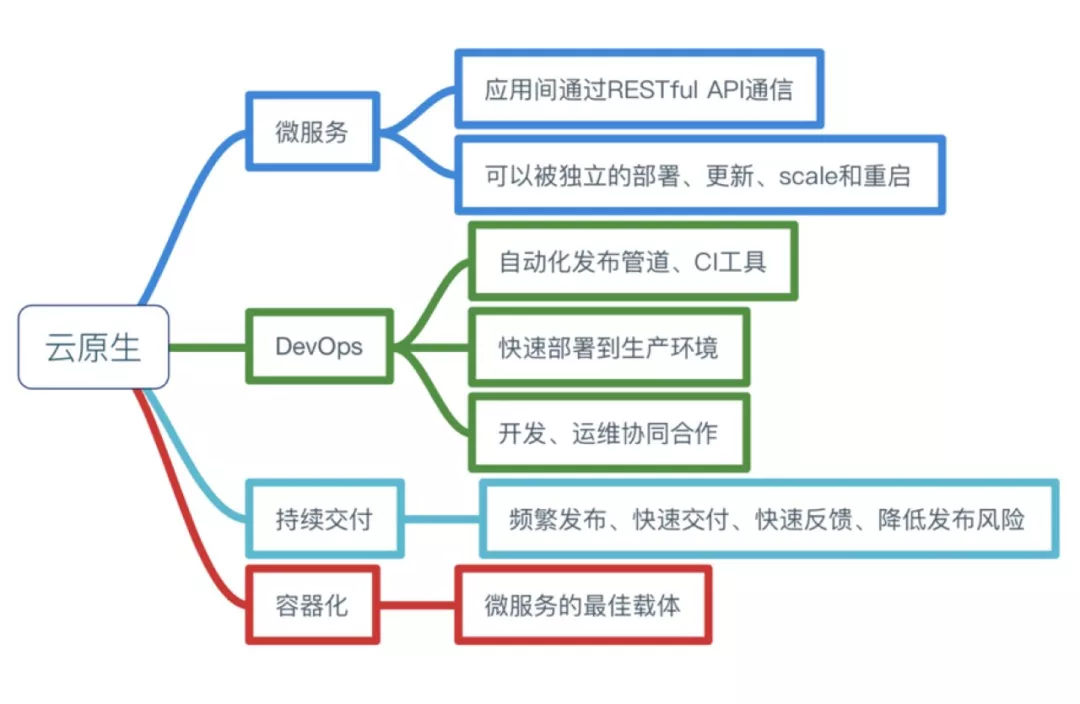 云原生
微服务
应用间通过RESTful API通信
可以被独立的部署、更新、scale和重启
DevOps
自动化发布管道、CI工具
快速部署到生产环境
开发、运维协同合作
持续交付
频繁发布、快速交付、快速反馈、降低发布风险
容器化
微服务的最佳载体